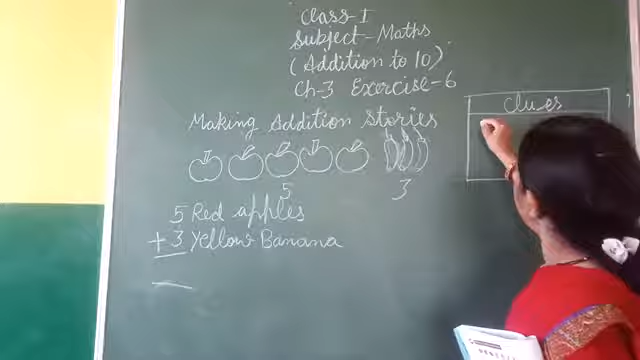 Class-I
Subject-Maths
(Addition to 10)
Ch-3 Exercise-6
Clues
Making Addition Stories
5
3
5 Red apples
+ 3 Yellow Banana